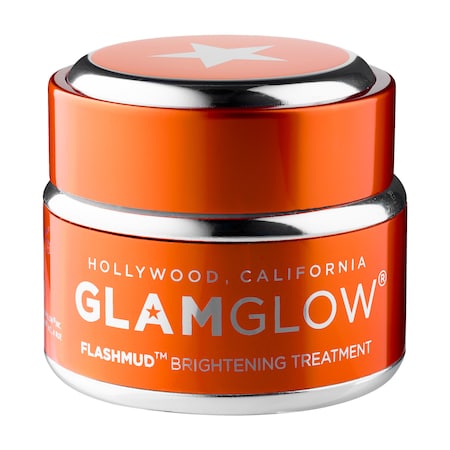 HOLLYWOOD, CALIFORNIA
GLAMGLOW®
FLASHMUD™ BRIGHTENING TREATMENT